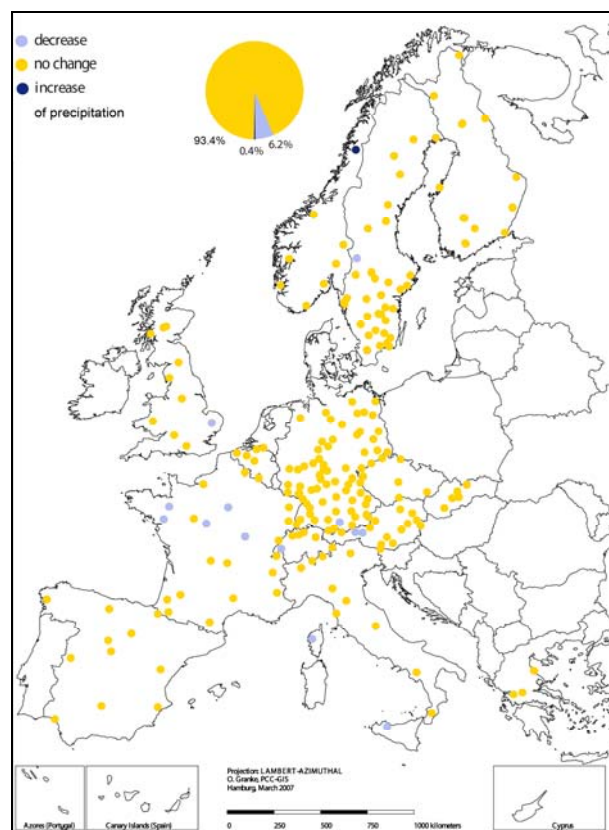 decrease
no change
increase
of precipitation
93.4%
0.4%
6.2%
Projection: LAMBERT-AZIMUTHAL
O. Granke, PCC-GIS
Hamburg, March 2007
0 250 500 750 1000 kilometers
Azores (Portugal)
Canary Islands (Spain)
Cyprus